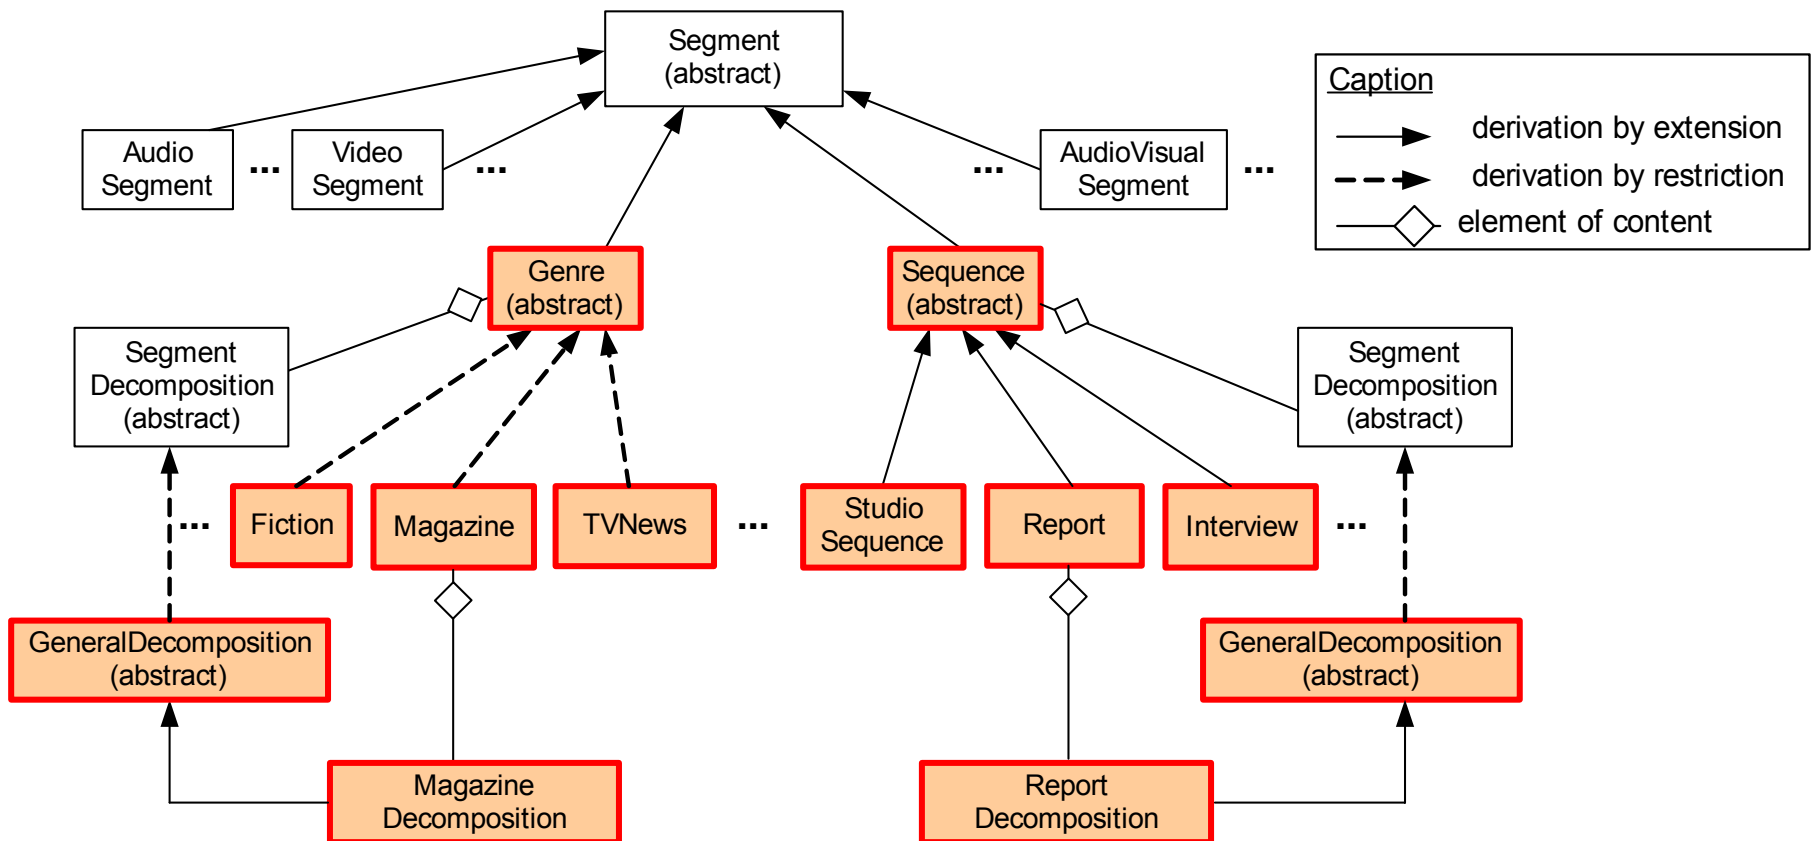 Segment
(abstract)
Caption
derivation by extension
derivation by restriction
element of content
Audio
Segment
...
Video
Segment
...
...
AudioVisual
Segment
...
Genre
(abstract)
Sequence
(abstract)
Segment
Decomposition
(abstract)
Segment
Decomposition
(abstract)
...
Fiction
Magazine
TVNews
...
Studio
Sequence
Report
Interview
...
GeneralDecomposition
(abstract)
GeneralDecomposition
(abstract)
Magazine
Decomposition
Report
Decomposition